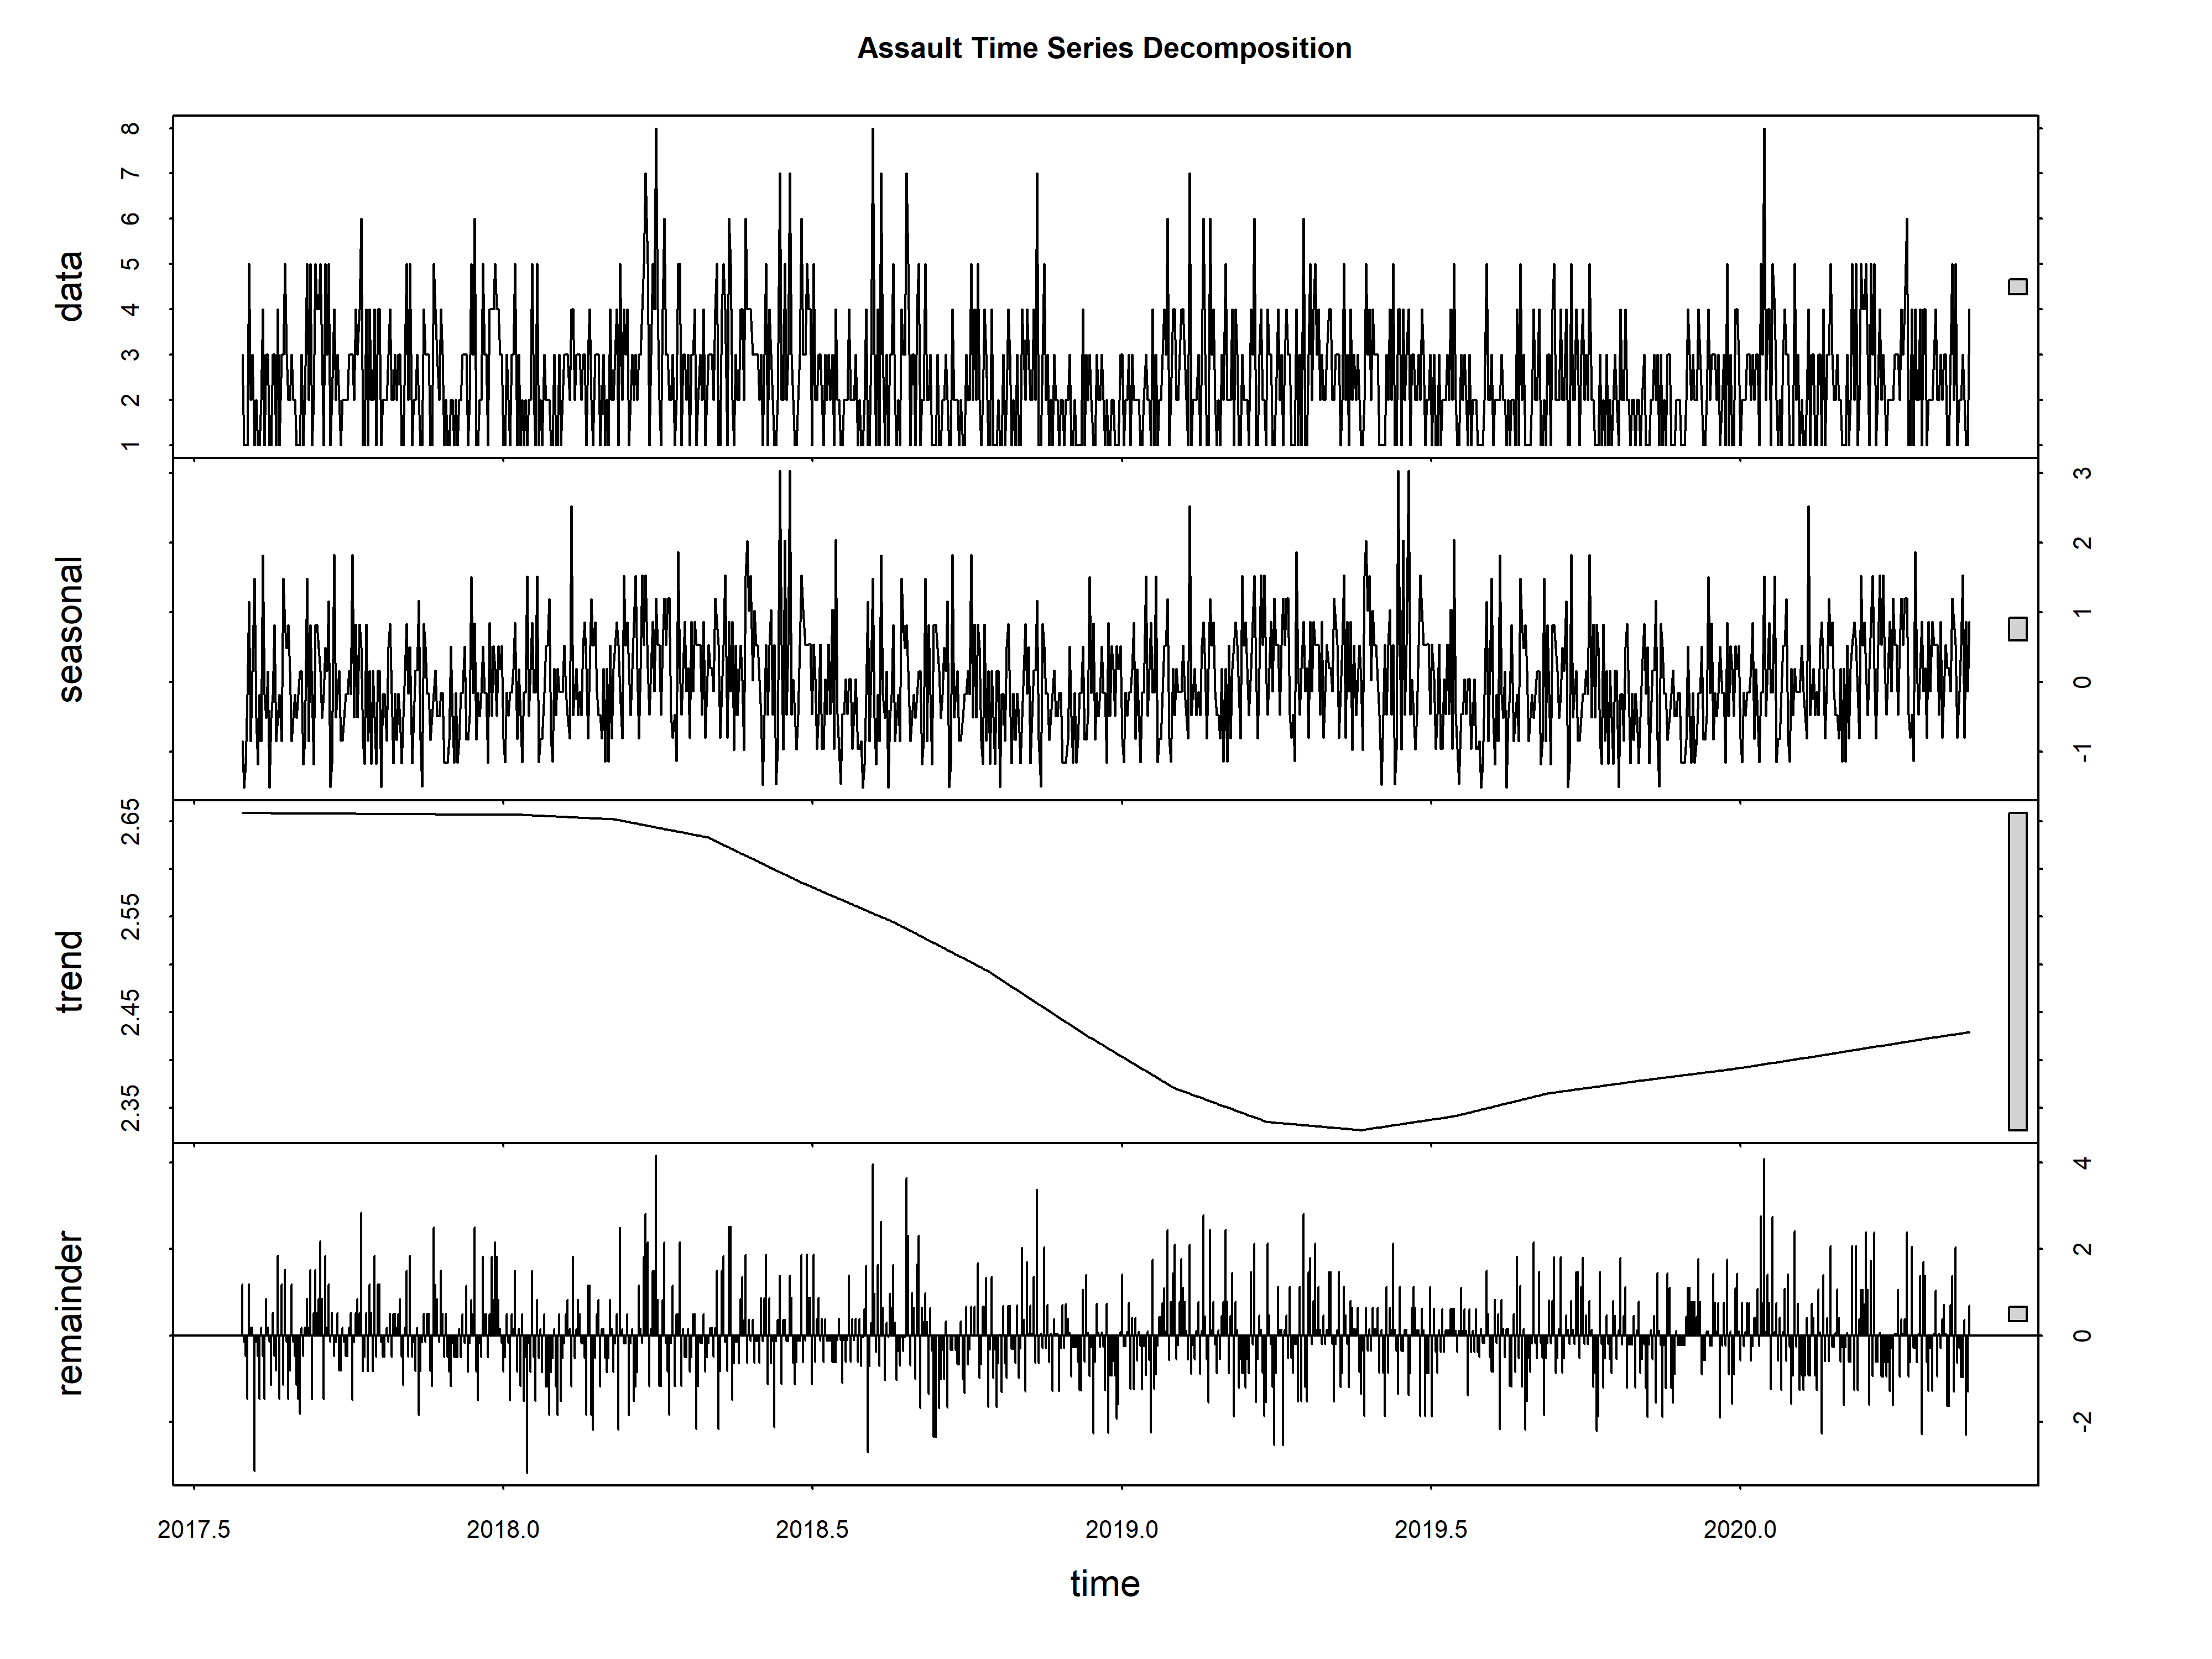 Assault Time Series Decomposition
data
1 2 3 4 5 6 7 8
seasonal
-1 0 1 2 3
trend
2.35 2.45 2.55 2.65
remainder
-2 0 2 4
2017.5 2018.0 2018.5 2019.0 2019.5 2020.0
time